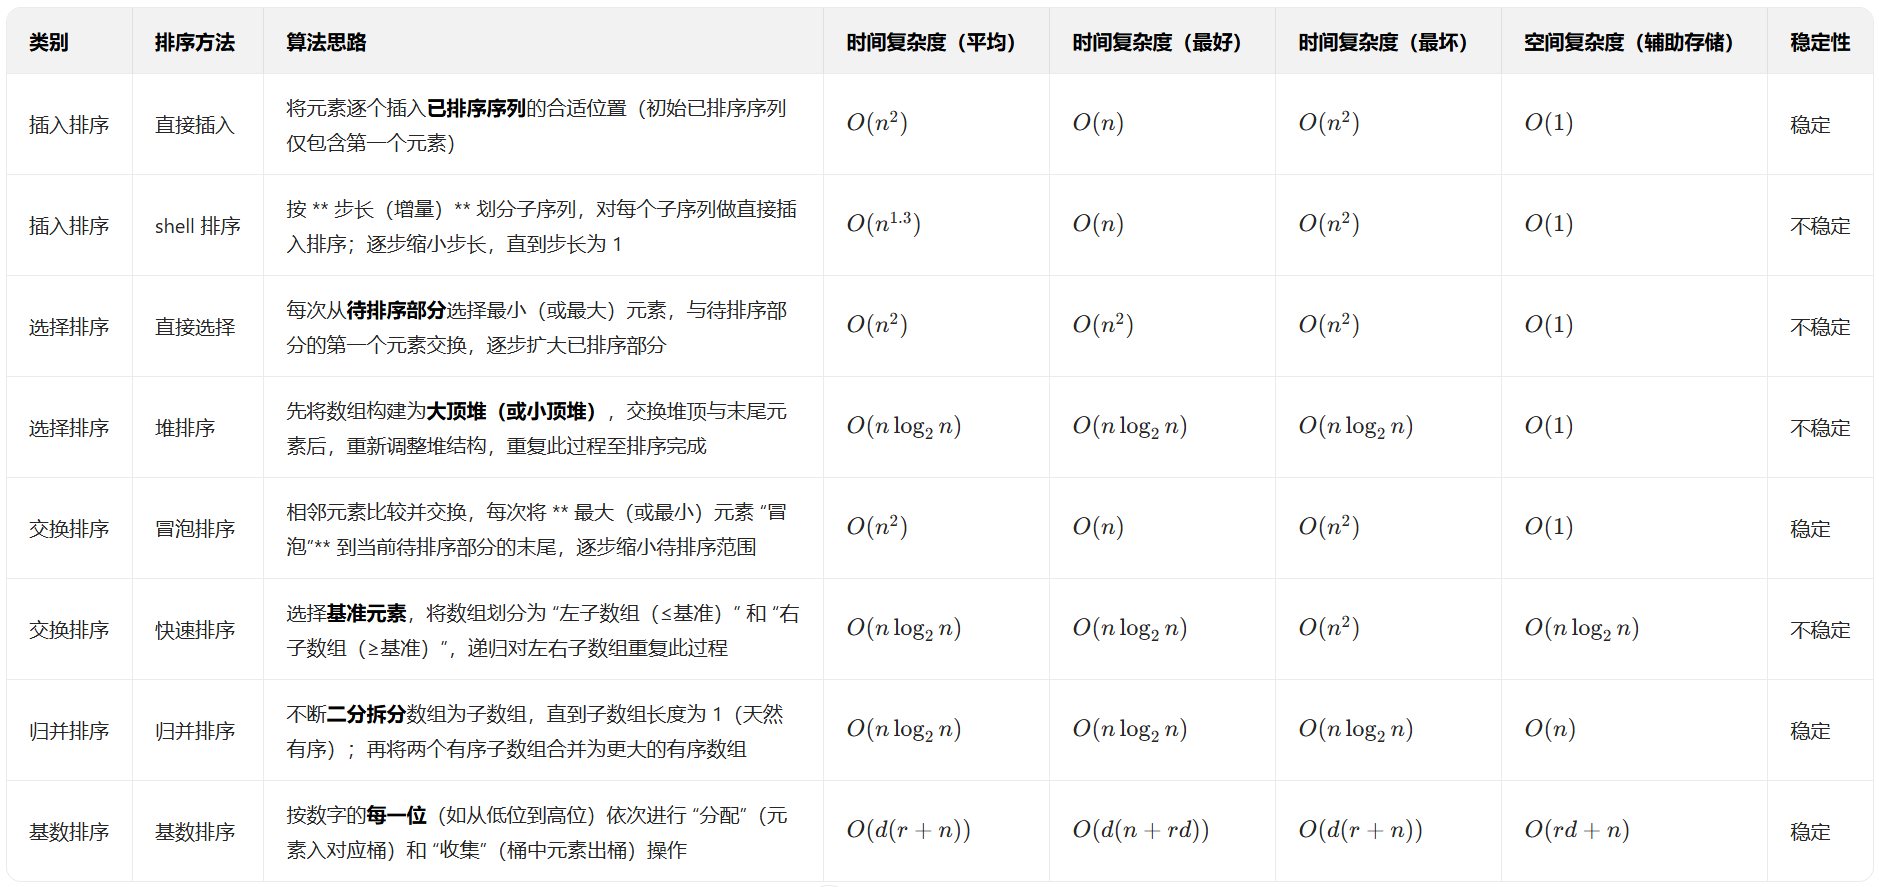 类别 排序方法 算法思路 时间复杂度（平均） 时间复杂度（最好） 时间复杂度（最坏） 空间复杂度（辅助存储） 稳定性
插入排序 直接插入 将元素逐个插入已排序序列的合适位置（初始已排序序列
仅包含第一个元素） O(n²) O(n) O(n²) O(1) 稳定
插入排序 shell 排序 按 ** 步长（增量）** 划分子序列，对每个子序列做直接插
入排序；逐步缩小步长，直到步长为 1 O(n^1.3) O(n) O(n²) O(1) 不稳定
选择排序 直接选择 每次从待排序部分选择最小（或最大）元素，与待排序部
分的第一个元素交换，逐步扩大已排序部分 O(n²) O(n²) O(n²) O(1) 不稳定
选择排序 堆排序 先将数组构建为大顶堆（或小顶堆），交换堆顶与末尾元
素后，重新调整堆结构，重复此过程至排序完成 O(n log₂ n) O(n log₂ n) O(n log₂ n) O(1) 不稳定
交换排序 冒泡排序 相邻元素比较并交换，每次将 ** 最大（或最小）元素 “冒
泡”** 到当前待排序部分的末尾，逐步缩小待排序范围 O(n²) O(n) O(n²) O(1) 稳定
交换排序 快速排序 选择基准元素，将数组划分为 “左子数组（≤基准）” 和 “右
子数组（≥基准）”，递归对左右子数组重复此过程 O(n log₂ n) O(n log₂ n) O(n²) O(n log₂ n) 不稳定
归并排序 归并排序 不断二分拆分数组为子数组，直到子数组长度为 1（天然
有序）；再将两个有序子数组合并为更大的有序数组 O(n log₂ n) O(n log₂ n) O(n log₂ n) O(n) 稳定
基数排序 基数排序 按数字的每一位（如从低位到高位）依次进行 “分配”（元
素入对应桶）和 “收集”（桶中元素出桶）操作 O(d(r + n)) O(d(n + rd)) O(d(r + n)) O(rd + n) 稳定